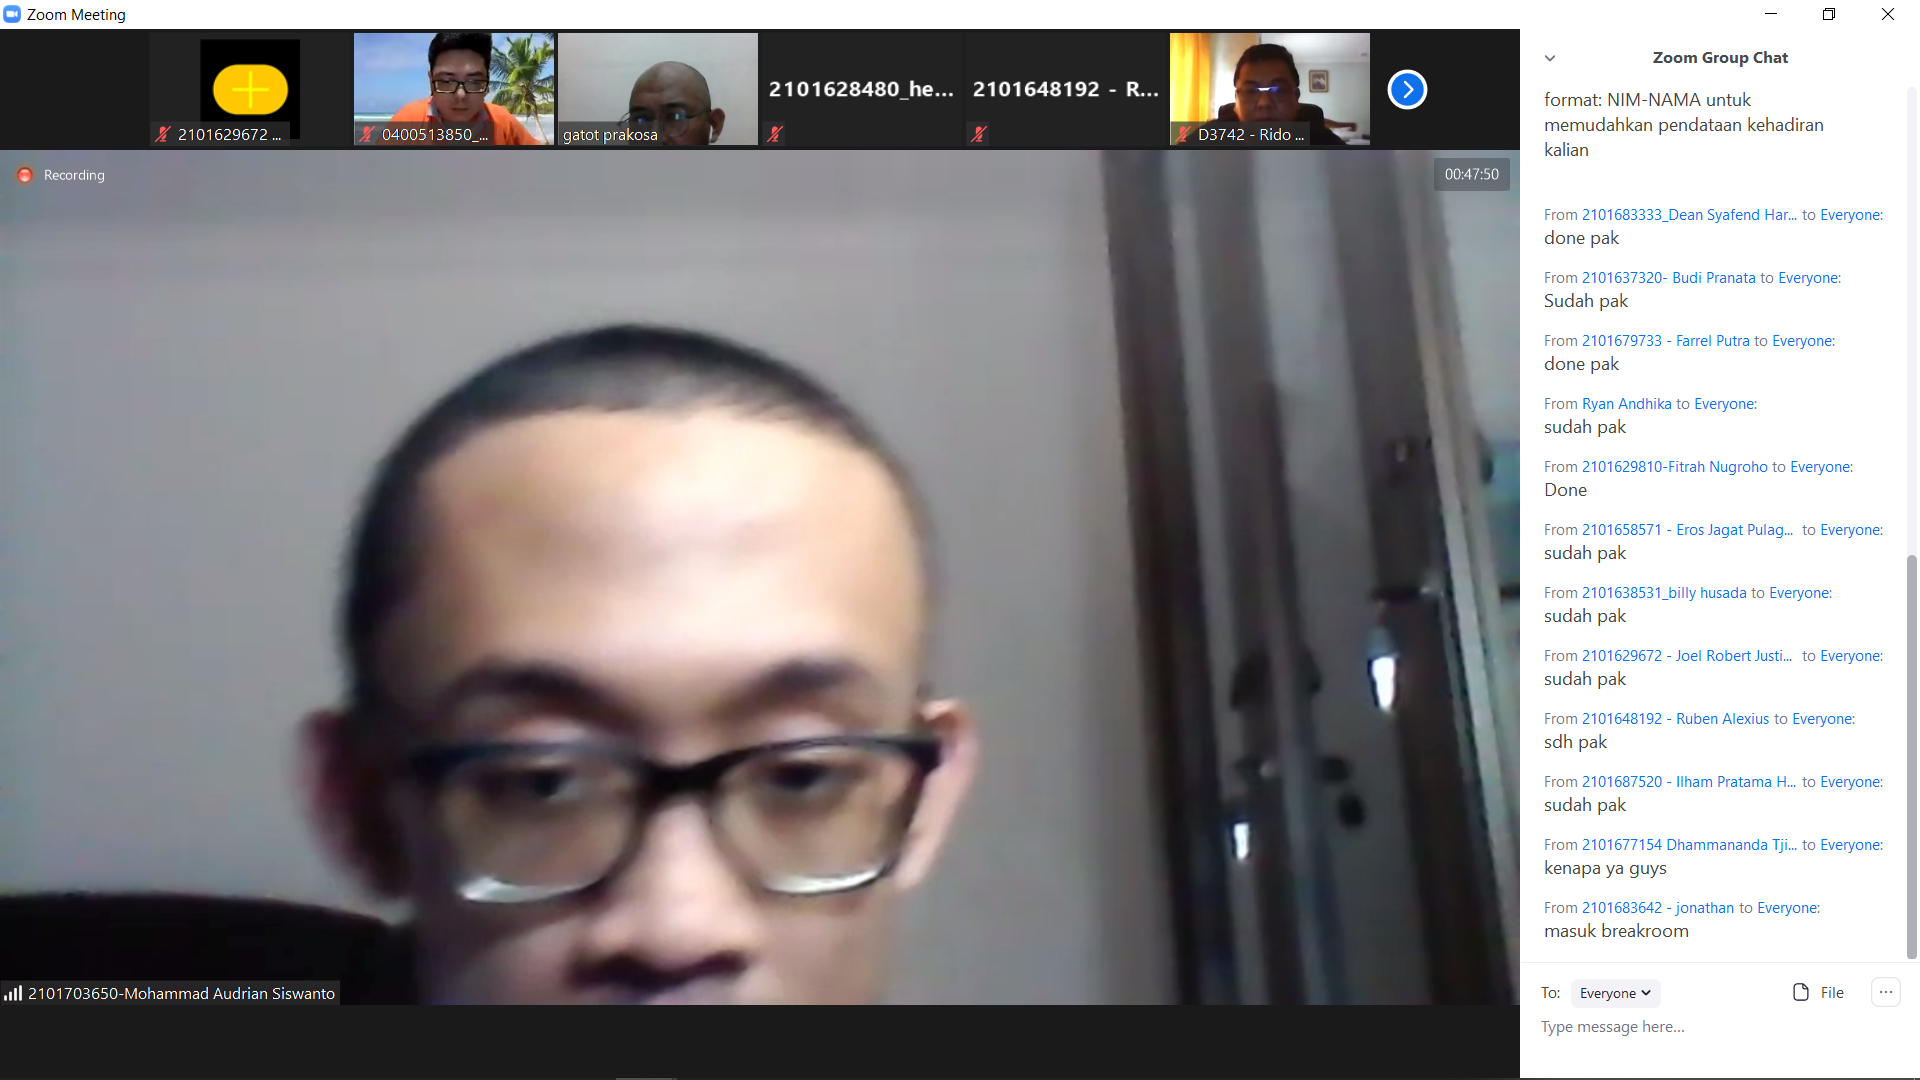 Zoom Meeting
2101629672 ...
0400513850_...
gatot prakosa
2101628480_he...
2101648192 - R...
D3742 - Rido ...
Recording
00:47:50
2101703650-Mohammad Audrian Siswanto
Zoom Group Chat
format: NIM-NAMA untuk
memudahkan pendataan kehadiran
kalian
From 2101683333_Dean Syafend Har... to Everyone:
done pak
From 2101637320- Budi Pranata to Everyone:
Sudah pak
From 2101679733 - Farrel Putra to Everyone:
done pak
From Ryan Andhika to Everyone:
sudah pak
From 2101629810-Fitrah Nugroho to Everyone:
Done
From 2101658571 - Eros Jagat Pulag... to Everyone:
sudah pak
From 2101638531_billy husada to Everyone:
sudah pak
From 2101629672 - Joel Robert Justi... to Everyone:
sudah pak
From 2101648192 - Ruben Alexius to Everyone:
sdh pak
From 2101687520 - Ilham Pratama H... to Everyone:
sudah pak
From 2101677154 Dhammananda Tji... to Everyone:
kenapa ya guys
From 2101683642 - jonathan to Everyone:
masuk breakroom
To: Everyone File ...
Type message here...